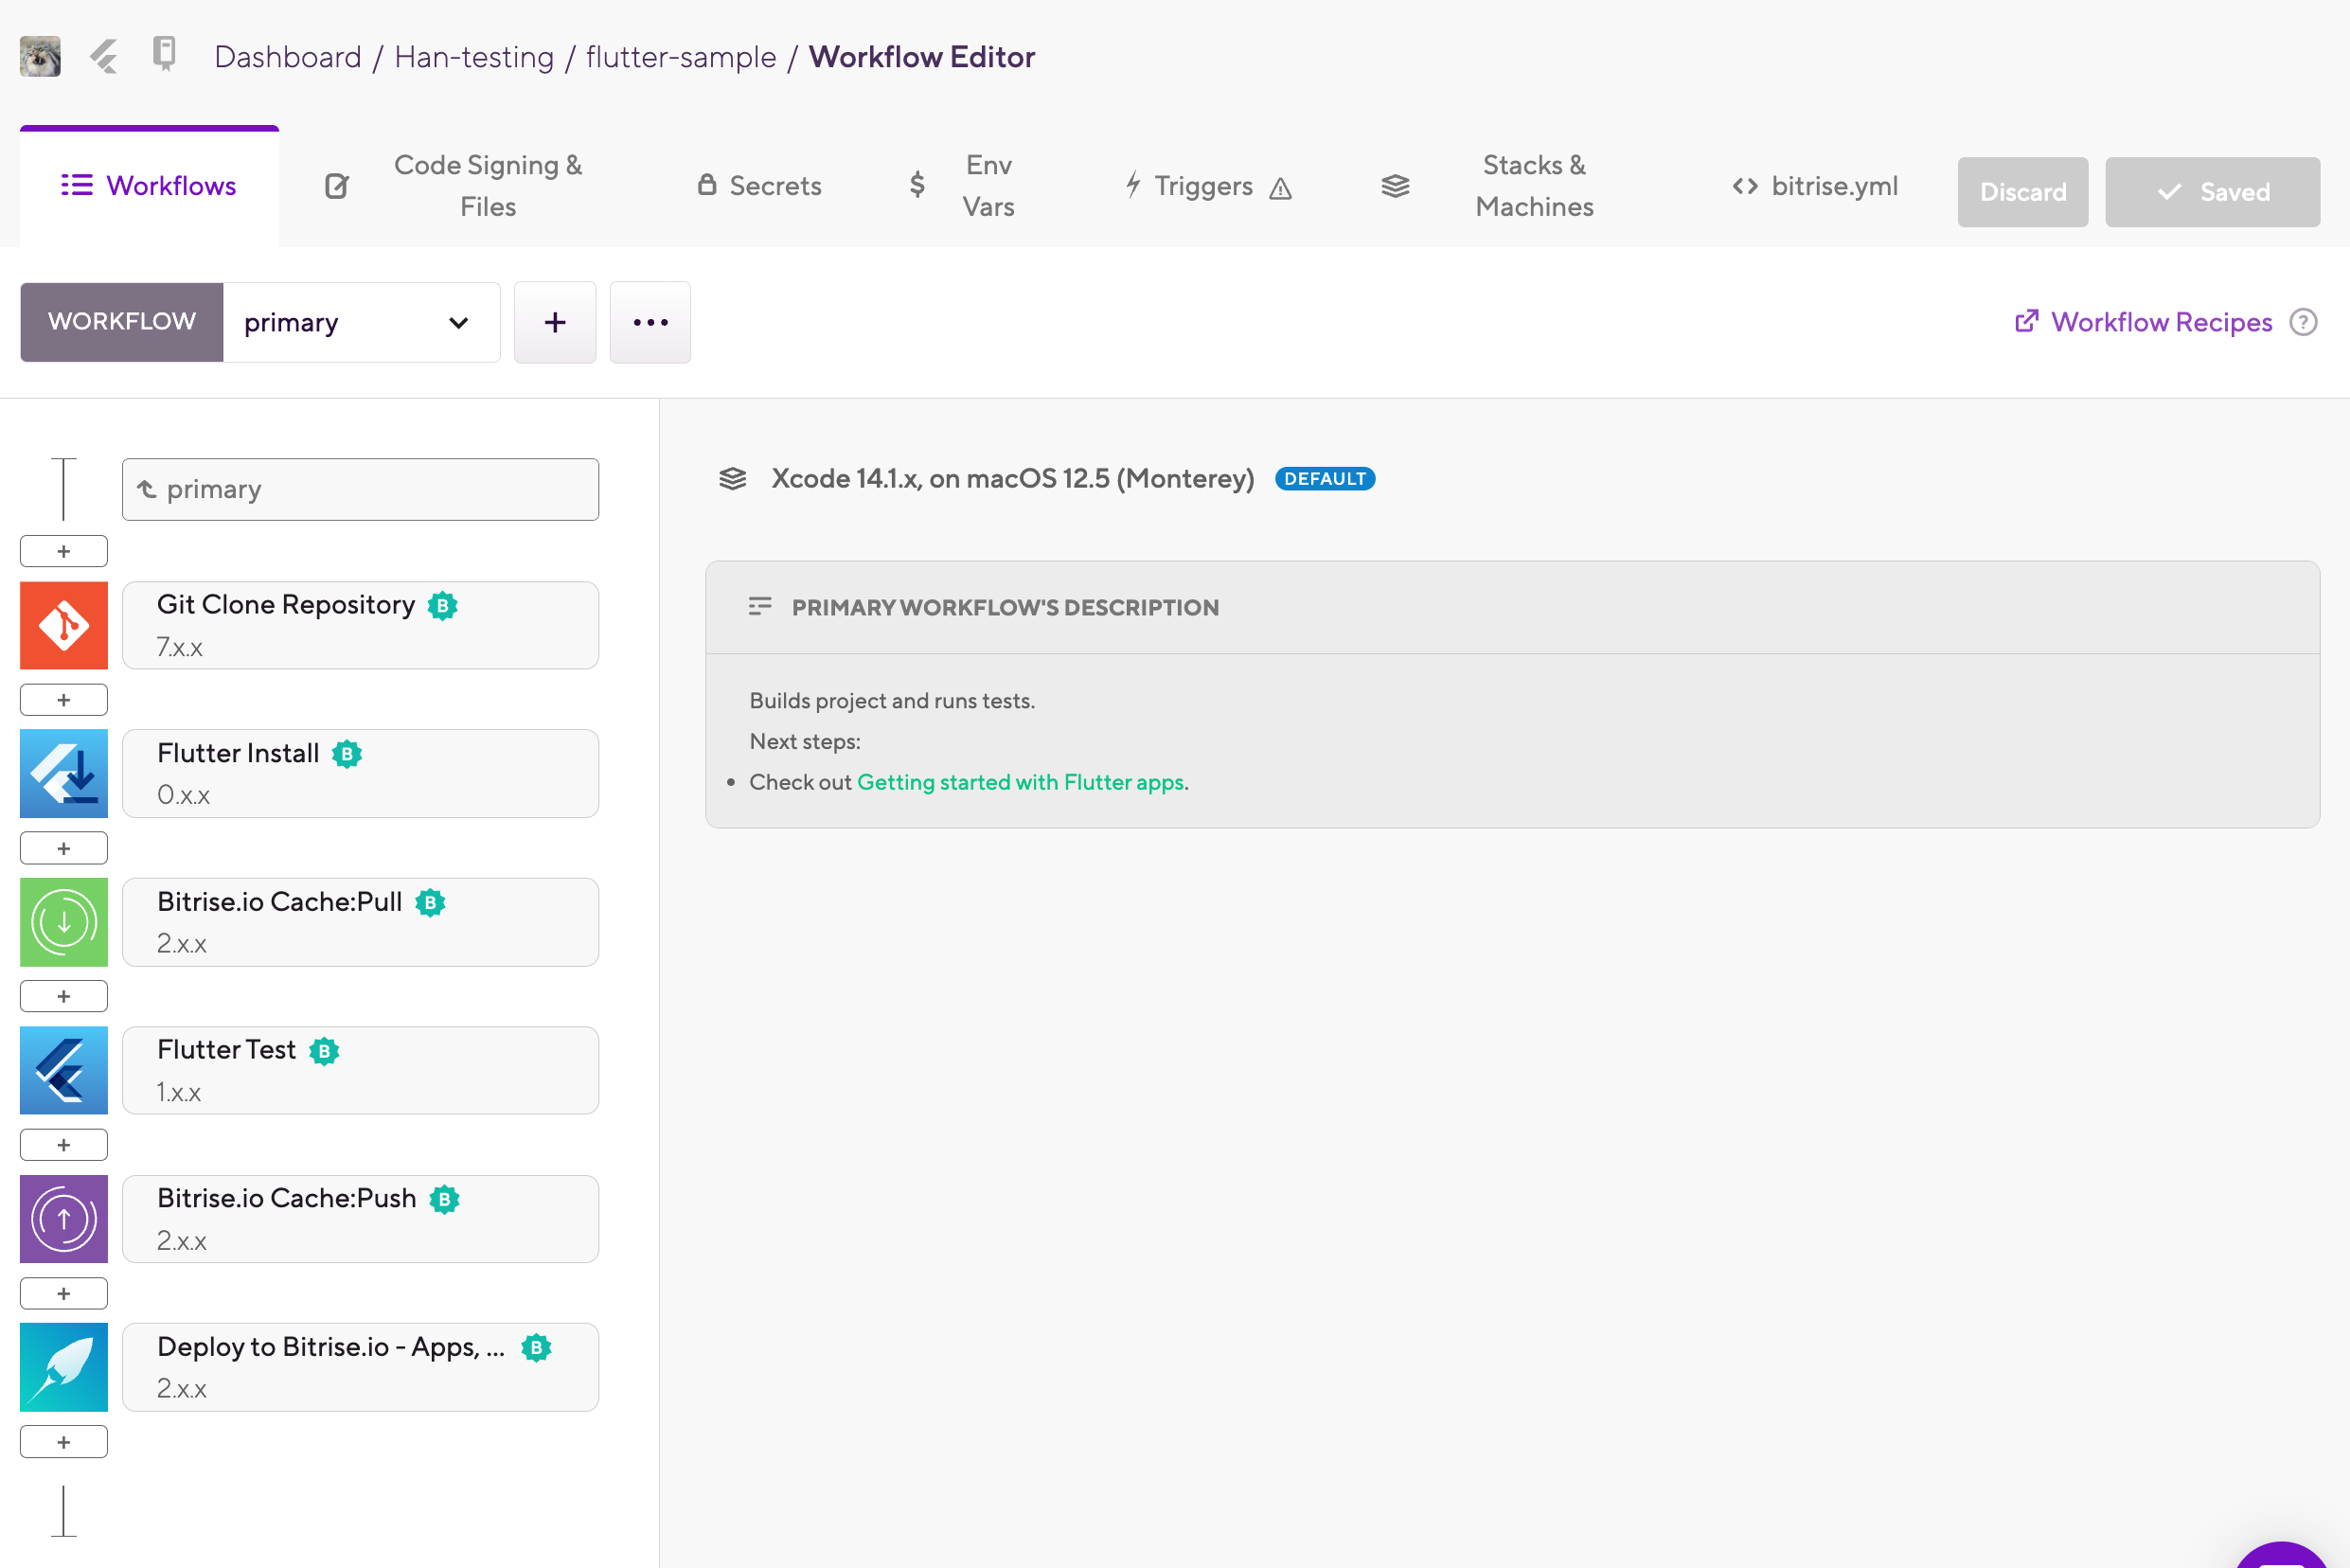 Dashboard / Han-testing / flutter-sample / Workflow Editor
Workflows
Code Signing &
Files
Secrets
Env
Vars
Triggers
Stacks &
Machines
bitrise.yml
Discard
Saved
WORKFLOW
primary
Workflow Recipes
primary
Git Clone Repository B
7.x.x
Flutter Install B
0.x.x
Bitrise.io Cache:Pull B
2.x.x
Flutter Test B
1.x.x
Bitrise.io Cache:Push B
2.x.x
Deploy to Bitrise.io - Apps, ... B
2.x.x
Xcode 14.1.x, on macOS 12.5 (Monterey) DEFAULT
PRIMARY WORKFLOW'S DESCRIPTION
Builds project and runs tests.
Next steps:
• Check out Getting started with Flutter apps.